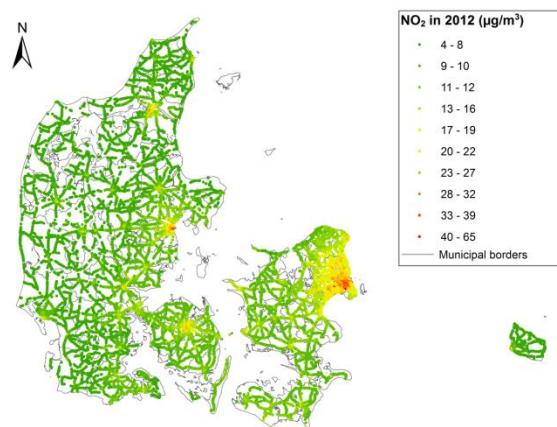 N
NO₂ in 2012 (µg/m³)
4 - 8
9 - 10
11 - 12
13 - 16
17 - 19
20 - 22
23 - 27
28 - 32
33 - 39
40 - 65
Municipal borders